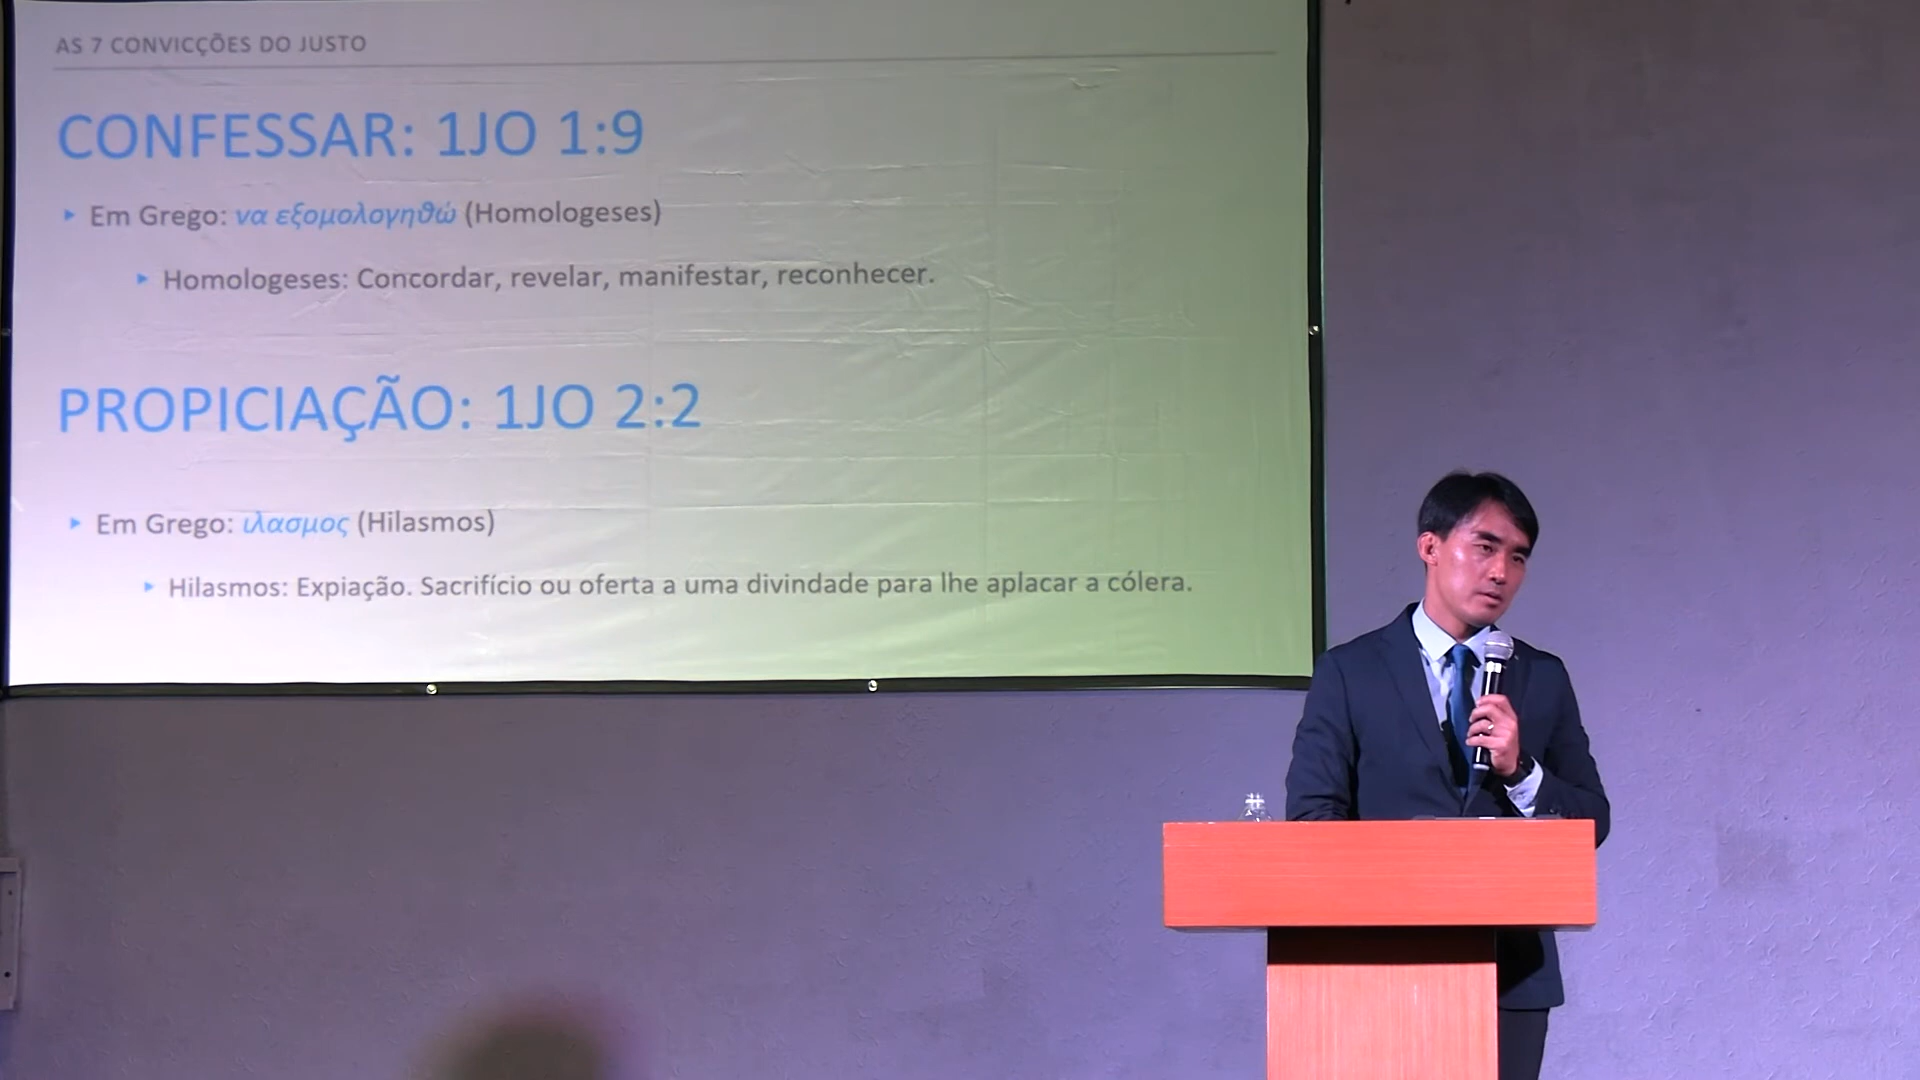 AS 7 CONVICÇÕES DO JUSTO
CONFESSAR: 1JO 1:9
▸ Em Grego: να εξομολογηθώ (Homologeses)
▸ Homologeses: Concordar, revelar, manifestar, reconhecer.
PROPICIAÇÃO: 1JO 2:2
▸ Em Grego: ιλασμος (Hilasmos)
▸ Hilasmos: Expiação. Sacrifício ou oferta a uma divindade para lhe aplacar a cólera.